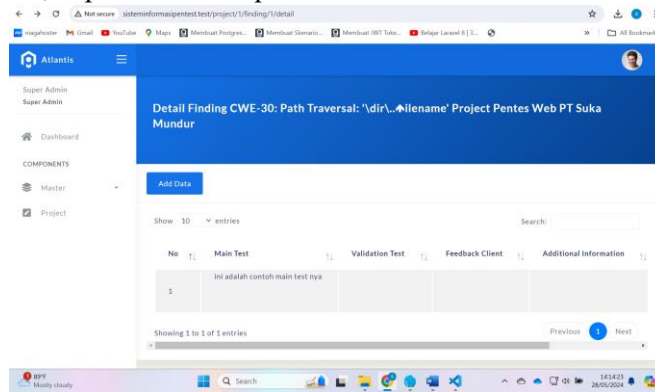 Not secure sisteminformasipentest.test/project/1/finding/1/detail
niagahoster Gmail YouTube Maps Membuat Postgres... Membuat Skenario... Membuat JWT Toke... Belajar Laravel 8 | 3... » All Bookmark
Atlantis
Super Admin
Super Admin
Dashboard
COMPONENTS
Master
Project
Detail Finding CWE-30: Path Traversal: '\dir\..\filename' Project Pentes Web PT Suka
Mundur
Add Data
Show 10 entries Search:
No Main Test Validation Test Feedback Client Additional Information
ini adalah contoh main test nya
1
Showing 1 to 1 of 1 entries Previous 1 Next
89°F
Mostly cloudy
Search
14:14:23
28/05/2024